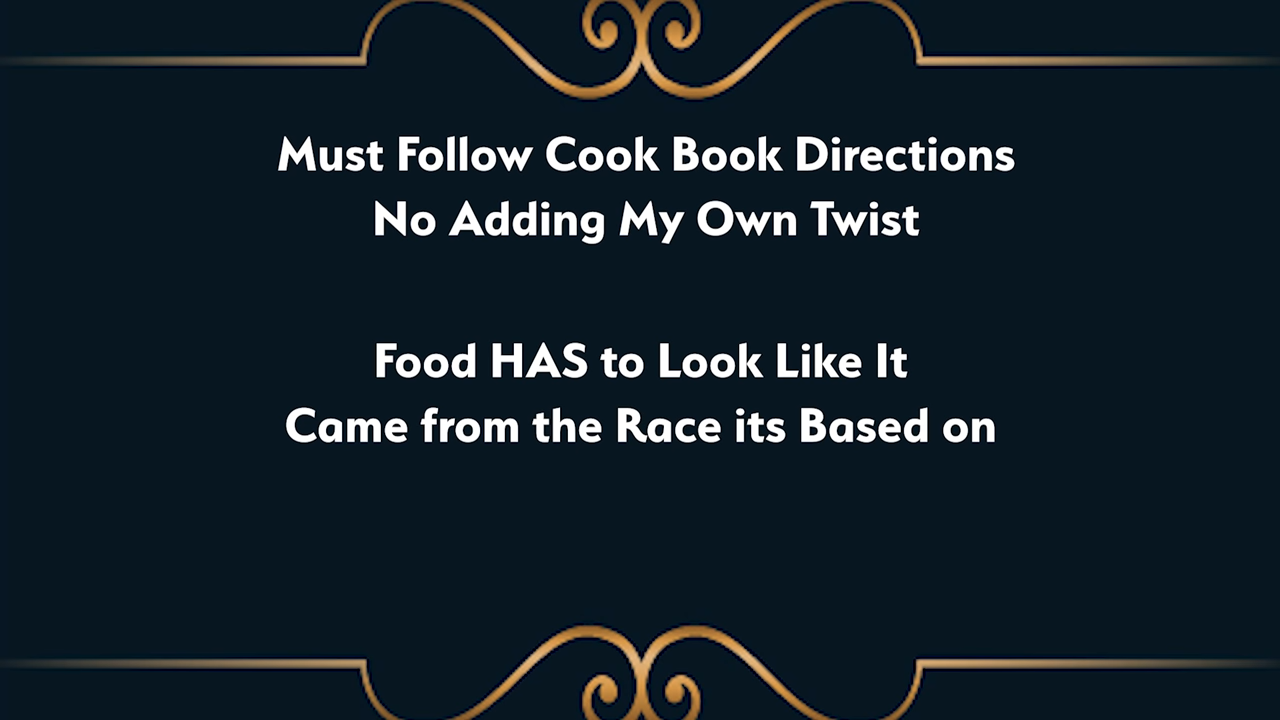 Must Follow Cook Book Directions
No Adding My Own Twist
Food HAS to Look Like It
Came from the Race its Based on